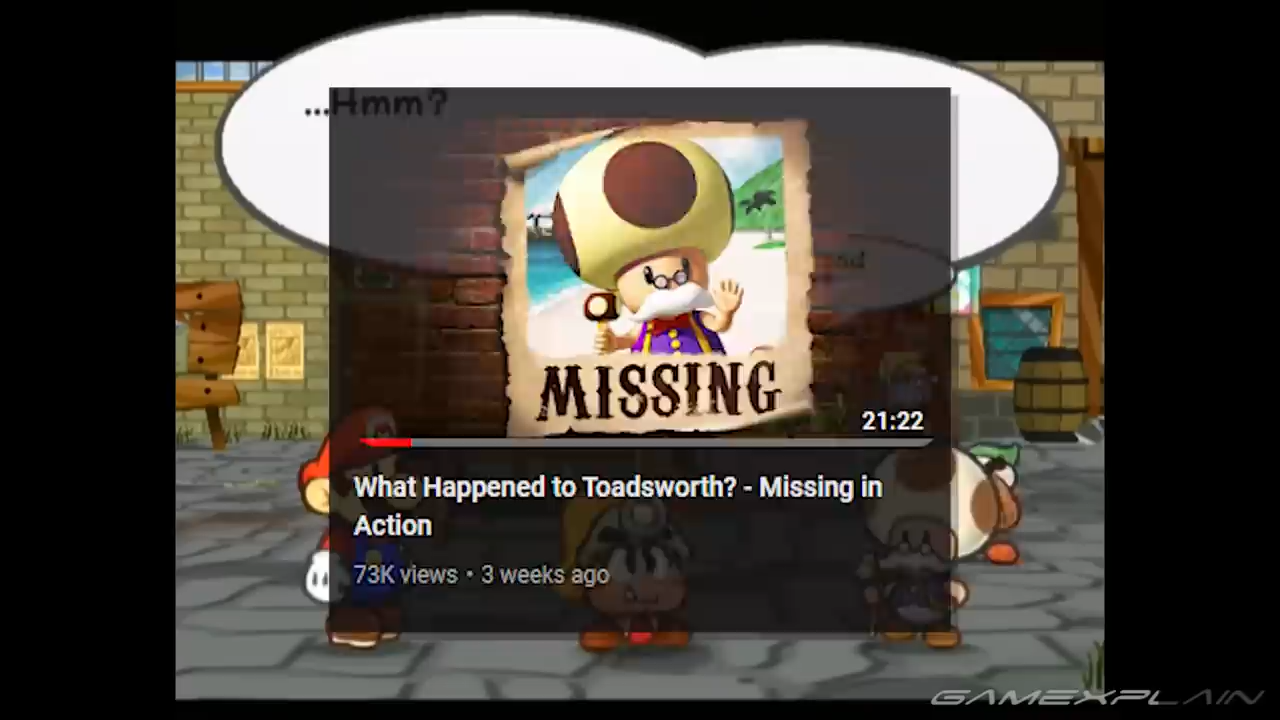 ...Hmm?
MISSING
21:22
What Happened to Toadsworth? - Missing in
Action
73K views • 3 weeks ago
GAMEXPLAIN